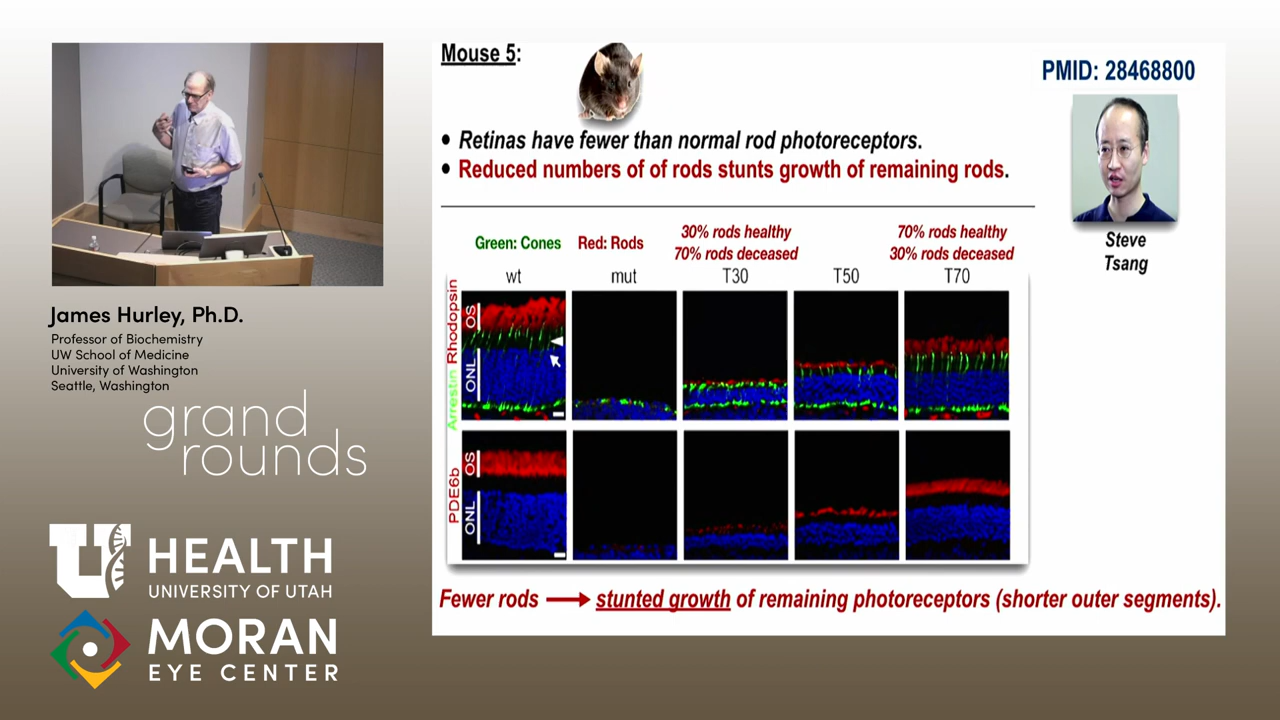 Mouse 5:
PMID: 28468800
• Retinas have fewer than normal rod photoreceptors.
• Reduced numbers of of rods stunts growth of remaining rods.
Steve
Tsang
Green: Cones
Red: Rods
30% rods healthy
70% rods deceased
70% rods healthy
30% rods deceased
wt
mut
T30
T50
T70
Arrestin Rhodopsin
OS
ONL
PDE6b
OS
ONL
Fewer rods → stunted growth of remaining photoreceptors (shorter outer segments).
James Hurley, Ph.D.
Professor of Biochemistry
UW School of Medicine
University of Washington
Seattle, Washington
grand
rounds
U HEALTH
UNIVERSITY OF UTAH
MORAN
EYE CENTER